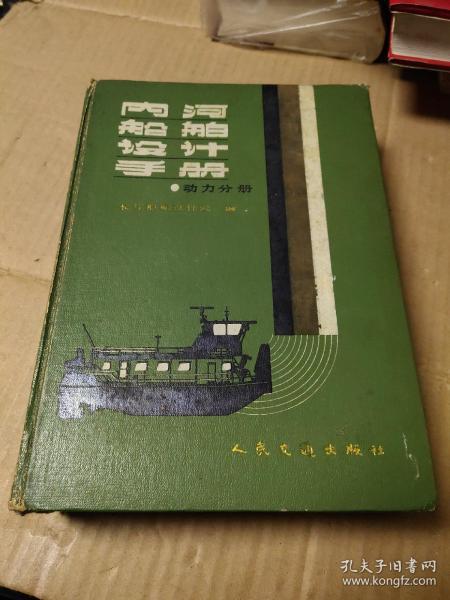 内河
船舶
设计
手册
•动力分册
人民交通出版社
孔夫子旧书网
www.kongfz.com